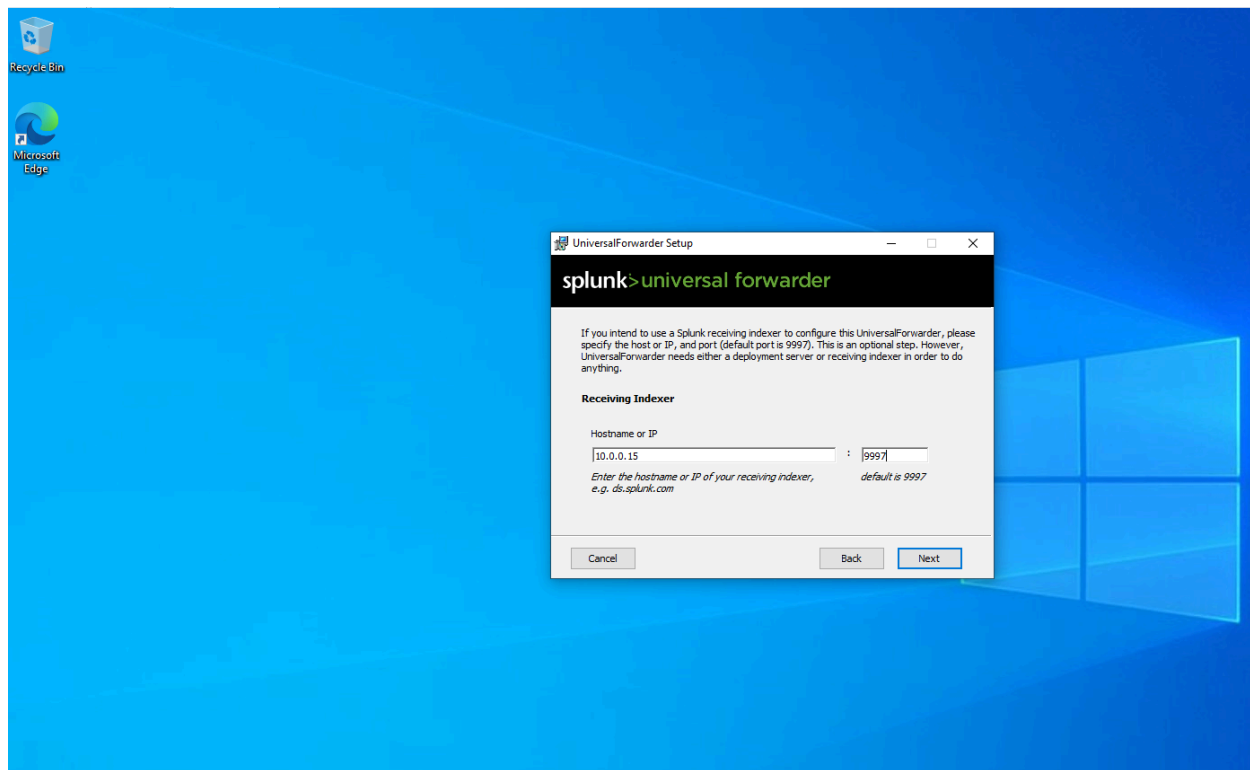 Recycle Bin
Microsoft
Edge
UniversalForwarder Setup
splunk>universal forwarder
If you intend to use a Splunk receiving indexer to configure this UniversalForwarder, please
specify the host or IP, and port (default port is 9997). This is an optional step. However,
UniversalForwarder needs either a deployment server or receiving indexer in order to do
anything.
Receiving Indexer
Hostname or IP
10.0.0.15 : 9997
Enter the hostname or IP of your receiving indexer, default is 9997
e.g. ds.splunk.com
Cancel Back Next